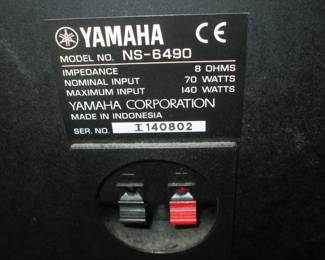 YAMAHA CE
MODEL NO. NS-6490
IMPEDANCE 8 OHMS
NOMINAL INPUT 70 WATTS
MAXIMUM INPUT 140 WATTS
YAMAHA CORPORATION
MADE IN INDONESIA
SER. NO. I140802